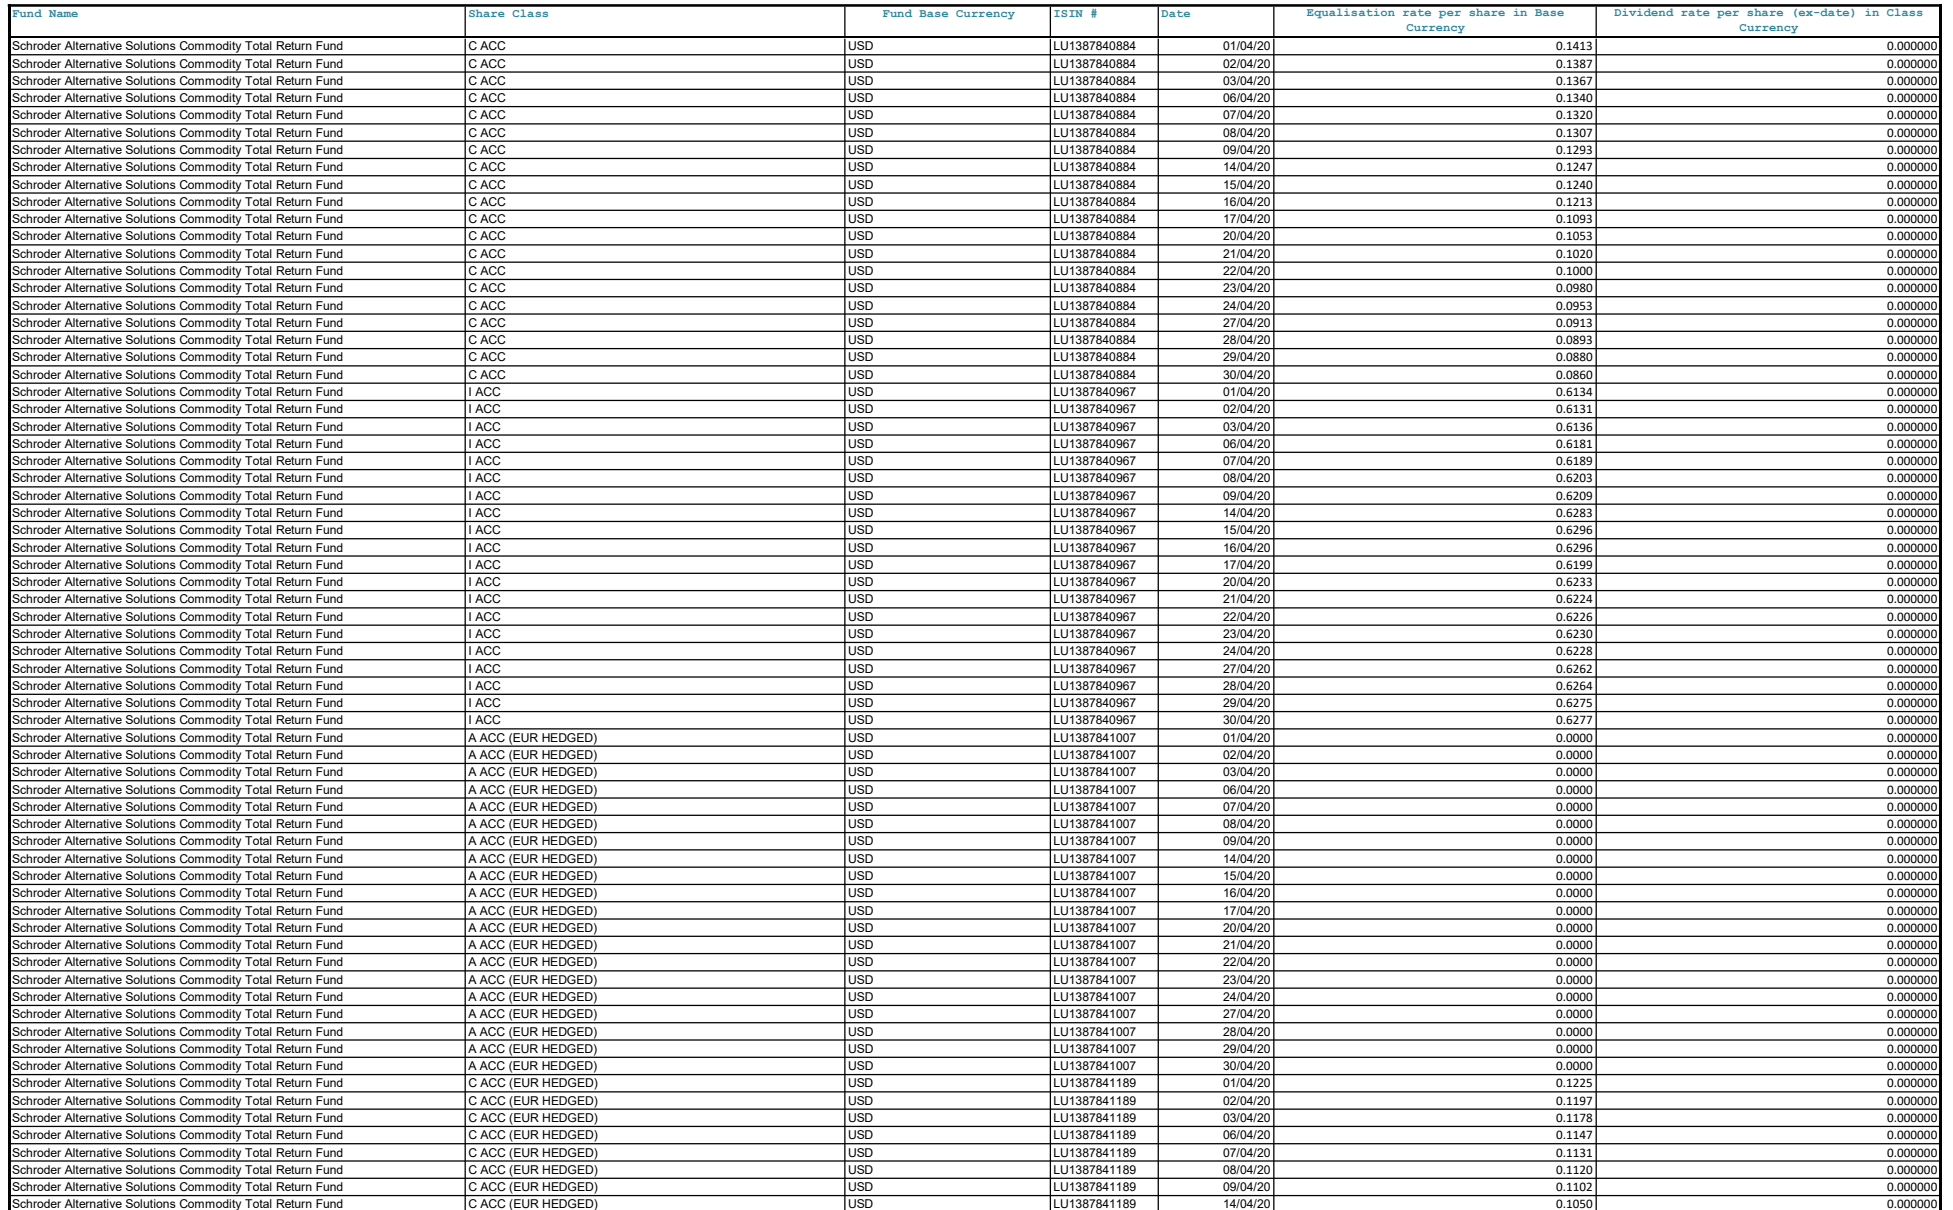 Fund Name Share Class Fund Base Currency ISIN # Date Equalisation rate per share in Base Currency Dividend rate per share (ex-date) in Class Currency
Schroder Alternative Solutions Commodity Total Return Fund C ACC USD LU1387840884 01/04/20 0.1413 0.000000
Schroder Alternative Solutions Commodity Total Return Fund C ACC USD LU1387840884 02/04/20 0.1387 0.000000
Schroder Alternative Solutions Commodity Total Return Fund C ACC USD LU1387840884 03/04/20 0.1367 0.000000
Schroder Alternative Solutions Commodity Total Return Fund C ACC USD LU1387840884 06/04/20 0.1340 0.000000
Schroder Alternative Solutions Commodity Total Return Fund C ACC USD LU1387840884 07/04/20 0.1320 0.000000
Schroder Alternative Solutions Commodity Total Return Fund C ACC USD LU1387840884 08/04/20 0.1307 0.000000
Schroder Alternative Solutions Commodity Total Return Fund C ACC USD LU1387840884 09/04/20 0.1293 0.000000
Schroder Alternative Solutions Commodity Total Return Fund C ACC USD LU1387840884 14/04/20 0.1247 0.000000
Schroder Alternative Solutions Commodity Total Return Fund C ACC USD LU1387840884 15/04/20 0.1240 0.000000
Schroder Alternative Solutions Commodity Total Return Fund C ACC USD LU1387840884 16/04/20 0.1213 0.000000
Schroder Alternative Solutions Commodity Total Return Fund C ACC USD LU1387840884 17/04/20 0.1093 0.000000
Schroder Alternative Solutions Commodity Total Return Fund C ACC USD LU1387840884 20/04/20 0.1053 0.000000
Schroder Alternative Solutions Commodity Total Return Fund C ACC USD LU1387840884 21/04/20 0.1020 0.000000
Schroder Alternative Solutions Commodity Total Return Fund C ACC USD LU1387840884 22/04/20 0.1000 0.000000
Schroder Alternative Solutions Commodity Total Return Fund C ACC USD LU1387840884 23/04/20 0.0980 0.000000
Schroder Alternative Solutions Commodity Total Return Fund C ACC USD LU1387840884 24/04/20 0.0953 0.000000
Schroder Alternative Solutions Commodity Total Return Fund C ACC USD LU1387840884 27/04/20 0.0913 0.000000
Schroder Alternative Solutions Commodity Total Return Fund C ACC USD LU1387840884 28/04/20 0.0893 0.000000
Schroder Alternative Solutions Commodity Total Return Fund C ACC USD LU1387840884 29/04/20 0.0880 0.000000
Schroder Alternative Solutions Commodity Total Return Fund C ACC USD LU1387840884 30/04/20 0.0860 0.000000
Schroder Alternative Solutions Commodity Total Return Fund I ACC USD LU1387840967 01/04/20 0.6134 0.000000
Schroder Alternative Solutions Commodity Total Return Fund I ACC USD LU1387840967 02/04/20 0.6131 0.000000
Schroder Alternative Solutions Commodity Total Return Fund I ACC USD LU1387840967 03/04/20 0.6136 0.000000
Schroder Alternative Solutions Commodity Total Return Fund I ACC USD LU1387840967 06/04/20 0.6181 0.000000
Schroder Alternative Solutions Commodity Total Return Fund I ACC USD LU1387840967 07/04/20 0.6189 0.000000
Schroder Alternative Solutions Commodity Total Return Fund I ACC USD LU1387840967 08/04/20 0.6203 0.000000
Schroder Alternative Solutions Commodity Total Return Fund I ACC USD LU1387840967 09/04/20 0.6209 0.000000
Schroder Alternative Solutions Commodity Total Return Fund I ACC USD LU1387840967 14/04/20 0.6283 0.000000
Schroder Alternative Solutions Commodity Total Return Fund I ACC USD LU1387840967 15/04/20 0.6296 0.000000
Schroder Alternative Solutions Commodity Total Return Fund I ACC USD LU1387840967 16/04/20 0.6296 0.000000
Schroder Alternative Solutions Commodity Total Return Fund I ACC USD LU1387840967 17/04/20 0.6199 0.000000
Schroder Alternative Solutions Commodity Total Return Fund I ACC USD LU1387840967 20/04/20 0.6233 0.000000
Schroder Alternative Solutions Commodity Total Return Fund I ACC USD LU1387840967 21/04/20 0.6224 0.000000
Schroder Alternative Solutions Commodity Total Return Fund I ACC USD LU1387840967 22/04/20 0.6226 0.000000
Schroder Alternative Solutions Commodity Total Return Fund I ACC USD LU1387840967 23/04/20 0.6230 0.000000
Schroder Alternative Solutions Commodity Total Return Fund I ACC USD LU1387840967 24/04/20 0.6228 0.000000
Schroder Alternative Solutions Commodity Total Return Fund I ACC USD LU1387840967 27/04/20 0.6262 0.000000
Schroder Alternative Solutions Commodity Total Return Fund I ACC USD LU1387840967 28/04/20 0.6264 0.000000
Schroder Alternative Solutions Commodity Total Return Fund I ACC USD LU1387840967 29/04/20 0.6275 0.000000
Schroder Alternative Solutions Commodity Total Return Fund I ACC USD LU1387840967 30/04/20 0.6277 0.000000
Schroder Alternative Solutions Commodity Total Return Fund A ACC (EUR HEDGED) USD LU1387841007 01/04/20 0.0000 0.000000
Schroder Alternative Solutions Commodity Total Return Fund A ACC (EUR HEDGED) USD LU1387841007 02/04/20 0.0000 0.000000
Schroder Alternative Solutions Commodity Total Return Fund A ACC (EUR HEDGED) USD LU1387841007 03/04/20 0.0000 0.000000
Schroder Alternative Solutions Commodity Total Return Fund A ACC (EUR HEDGED) USD LU1387841007 06/04/20 0.0000 0.000000
Schroder Alternative Solutions Commodity Total Return Fund A ACC (EUR HEDGED) USD LU1387841007 07/04/20 0.0000 0.000000
Schroder Alternative Solutions Commodity Total Return Fund A ACC (EUR HEDGED) USD LU1387841007 08/04/20 0.0000 0.000000
Schroder Alternative Solutions Commodity Total Return Fund A ACC (EUR HEDGED) USD LU1387841007 09/04/20 0.0000 0.000000
Schroder Alternative Solutions Commodity Total Return Fund A ACC (EUR HEDGED) USD LU1387841007 14/04/20 0.0000 0.000000
Schroder Alternative Solutions Commodity Total Return Fund A ACC (EUR HEDGED) USD LU1387841007 15/04/20 0.0000 0.000000
Schroder Alternative Solutions Commodity Total Return Fund A ACC (EUR HEDGED) USD LU1387841007 16/04/20 0.0000 0.000000
Schroder Alternative Solutions Commodity Total Return Fund A ACC (EUR HEDGED) USD LU1387841007 17/04/20 0.0000 0.000000
Schroder Alternative Solutions Commodity Total Return Fund A ACC (EUR HEDGED) USD LU1387841007 20/04/20 0.0000 0.000000
Schroder Alternative Solutions Commodity Total Return Fund A ACC (EUR HEDGED) USD LU1387841007 21/04/20 0.0000 0.000000
Schroder Alternative Solutions Commodity Total Return Fund A ACC (EUR HEDGED) USD LU1387841007 22/04/20 0.0000 0.000000
Schroder Alternative Solutions Commodity Total Return Fund A ACC (EUR HEDGED) USD LU1387841007 23/04/20 0.0000 0.000000
Schroder Alternative Solutions Commodity Total Return Fund A ACC (EUR HEDGED) USD LU1387841007 24/04/20 0.0000 0.000000
Schroder Alternative Solutions Commodity Total Return Fund A ACC (EUR HEDGED) USD LU1387841007 27/04/20 0.0000 0.000000
Schroder Alternative Solutions Commodity Total Return Fund A ACC (EUR HEDGED) USD LU1387841007 28/04/20 0.0000 0.000000
Schroder Alternative Solutions Commodity Total Return Fund A ACC (EUR HEDGED) USD LU1387841007 29/04/20 0.0000 0.000000
Schroder Alternative Solutions Commodity Total Return Fund A ACC (EUR HEDGED) USD LU1387841007 30/04/20 0.0000 0.000000
Schroder Alternative Solutions Commodity Total Return Fund C ACC (EUR HEDGED) USD LU1387841189 01/04/20 0.1225 0.000000
Schroder Alternative Solutions Commodity Total Return Fund C ACC (EUR HEDGED) USD LU1387841189 02/04/20 0.1197 0.000000
Schroder Alternative Solutions Commodity Total Return Fund C ACC (EUR HEDGED) USD LU1387841189 03/04/20 0.1178 0.000000
Schroder Alternative Solutions Commodity Total Return Fund C ACC (EUR HEDGED) USD LU1387841189 06/04/20 0.1147 0.000000
Schroder Alternative Solutions Commodity Total Return Fund C ACC (EUR HEDGED) USD LU1387841189 07/04/20 0.1131 0.000000
Schroder Alternative Solutions Commodity Total Return Fund C ACC (EUR HEDGED) USD LU1387841189 08/04/20 0.1120 0.000000
Schroder Alternative Solutions Commodity Total Return Fund C ACC (EUR HEDGED) USD LU1387841189 09/04/20 0.1102 0.000000
Schroder Alternative Solutions Commodity Total Return Fund C ACC (EUR HEDGED) USD LU1387841189 14/04/20 0.1050 0.000000